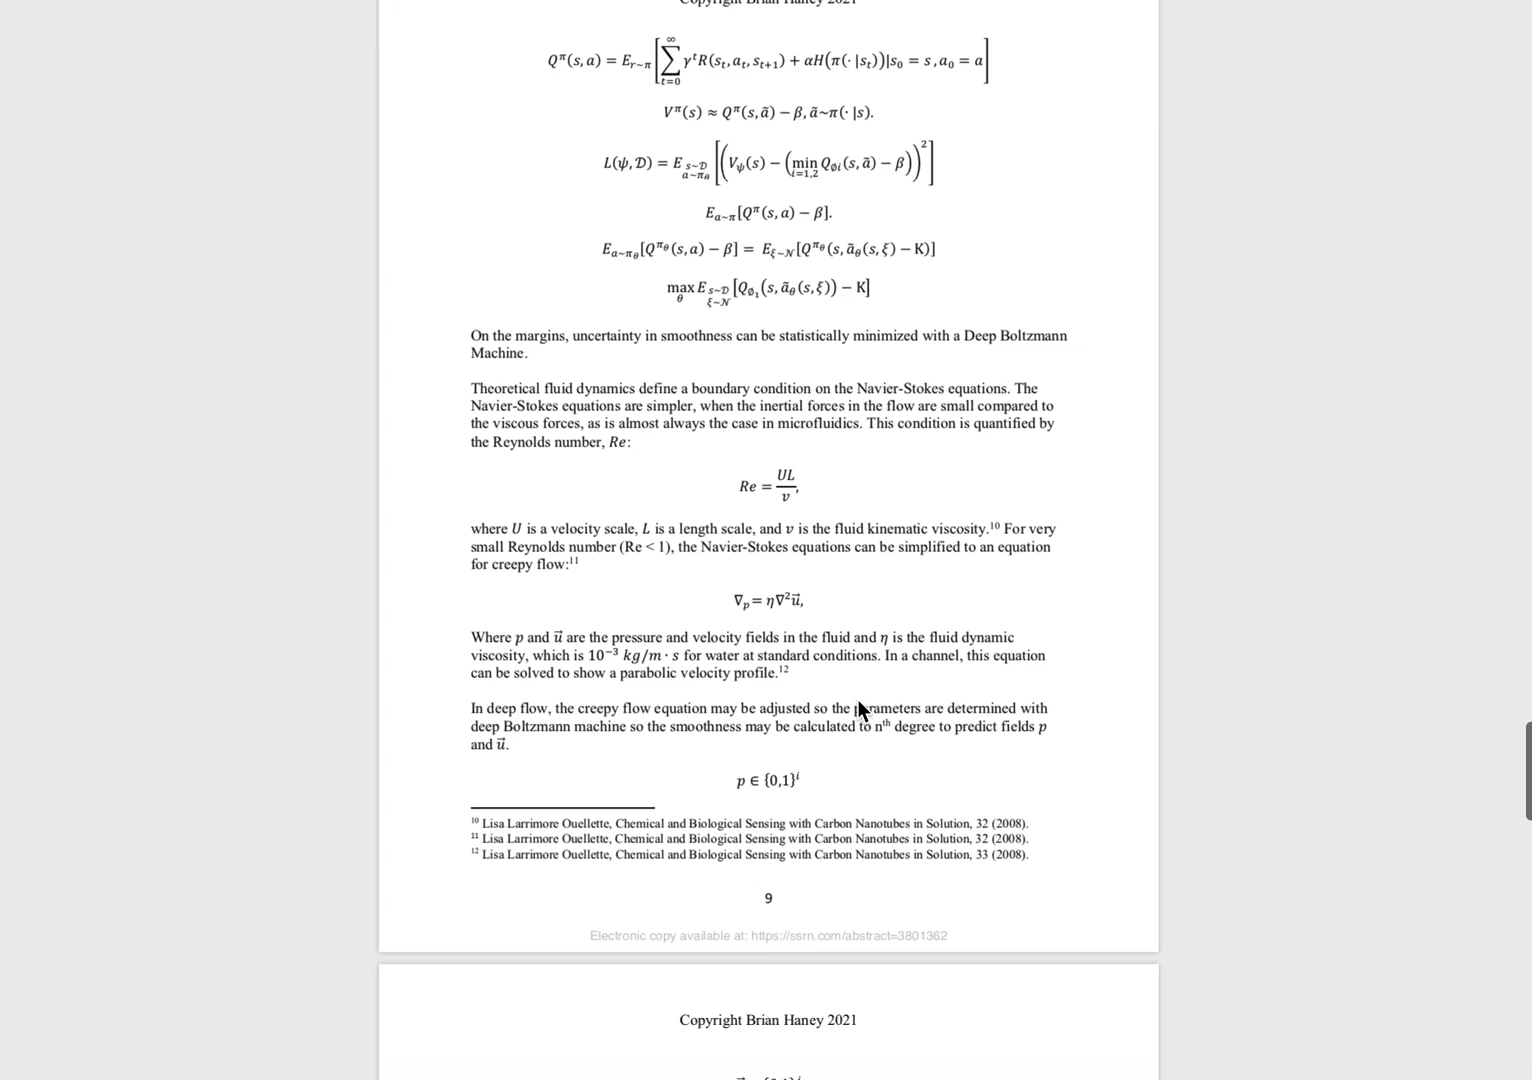 Copyright Brian Haney 2021
Qπ(s, a) = E_{r~π}[∑_{t=0}^{∞} γᵗR(sₜ, aₜ, sₜ₊₁) + αH(π(· |sₜ))|s₀ = s, a₀ = a]
Vπ(s) ≈ Qπ(s, ã) − β, ã~π(· |s).
L(ψ, 𝒟) = E_{s~𝒟, a~π_θ}[(V_ψ(s) − (min_{i=1,2} Q_{∅i}(s, ã) − β))²]
E_{a~π}[Qπ(s, a) − β].
E_{a~π_θ}[Q^{π_θ}(s, a) − β] = E_{ξ~𝒩}[Q^{π_θ}(s, ã_θ(s, ξ) − K)]
max_θ E_{s~𝒟, ξ~𝒩}[Q_{∅₁}(s, ã_θ(s, ξ)) − K]
On the margins, uncertainty in smoothness can be statistically minimized with a Deep Boltzmann
Machine.
Theoretical fluid dynamics define a boundary condition on the Navier-Stokes equations. The
Navier-Stokes equations are simpler, when the inertial forces in the flow are small compared to
the viscous forces, as is almost always the case in microfluidics. This condition is quantified by
the Reynolds number, Re:
Re = UL/v,
where U is a velocity scale, L is a length scale, and v is the fluid kinematic viscosity.¹⁰ For very
small Reynolds number (Re < 1), the Navier-Stokes equations can be simplified to an equation
for creepy flow:¹¹
∇ₚ = η∇²u⃗,
Where p and u⃗ are the pressure and velocity fields in the fluid and η is the fluid dynamic
viscosity, which is 10⁻³ kg/m · s for water at standard conditions. In a channel, this equation
can be solved to show a parabolic velocity profile.¹²
In deep flow, the creepy flow equation may be adjusted so the parameters are determined with
deep Boltzmann machine so the smoothness may be calculated to nᵗʰ degree to predict fields p
and u⃗.
p ∈ {0,1}ⁱ
¹⁰ Lisa Larrimore Ouellette, Chemical and Biological Sensing with Carbon Nanotubes in Solution, 32 (2008).
¹¹ Lisa Larrimore Ouellette, Chemical and Biological Sensing with Carbon Nanotubes in Solution, 32 (2008).
¹² Lisa Larrimore Ouellette, Chemical and Biological Sensing with Carbon Nanotubes in Solution, 33 (2008).
9
Electronic copy available at: https://ssrn.com/abstract=3801362
Copyright Brian Haney 2021